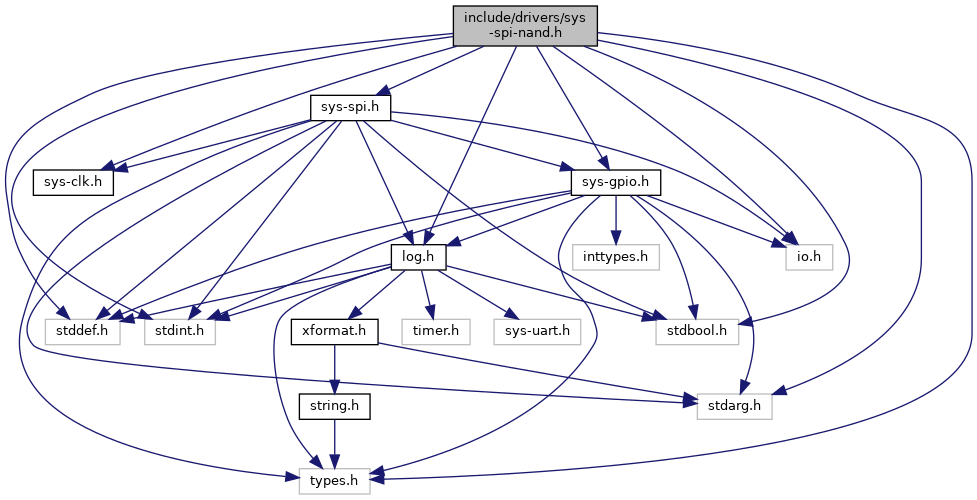 include/drivers/sys
-spi-nand.h
sys-spi.h
sys-clk.h
sys-gpio.h
log.h
inttypes.h
io.h
stddef.h
stdint.h
xformat.h
timer.h
sys-uart.h
stdbool.h
string.h
stdarg.h
types.h